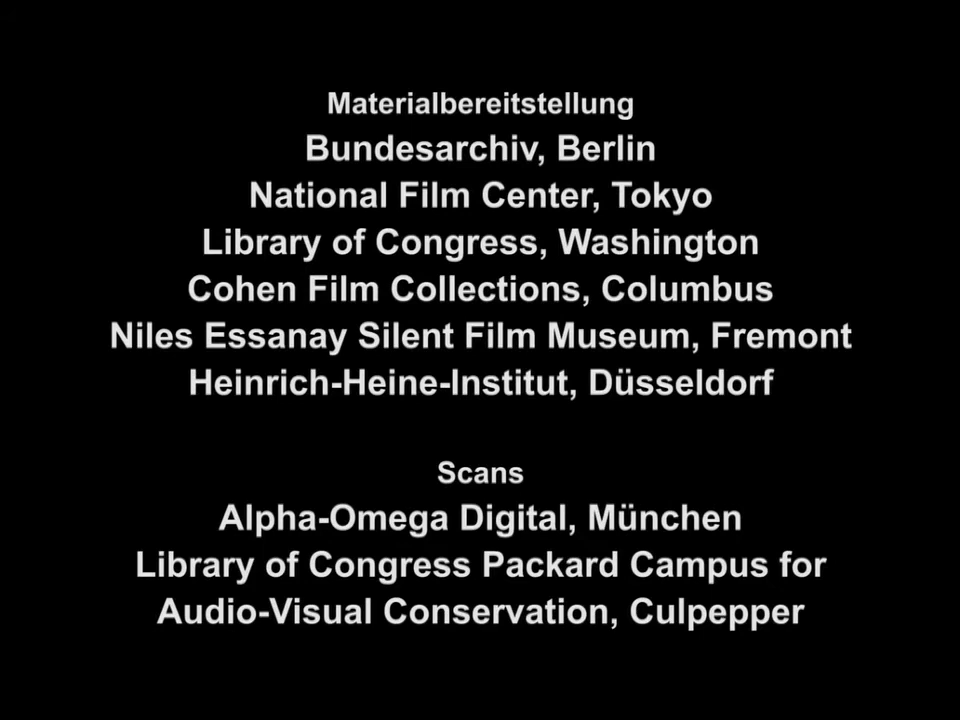 Materialbereitstellung
Bundesarchiv, Berlin
National Film Center, Tokyo
Library of Congress, Washington
Cohen Film Collections, Columbus
Niles Essanay Silent Film Museum, Fremont
Heinrich-Heine-Institut, Düsseldorf
Scans
Alpha-Omega Digital, München
Library of Congress Packard Campus for
Audio-Visual Conservation, Culpepper